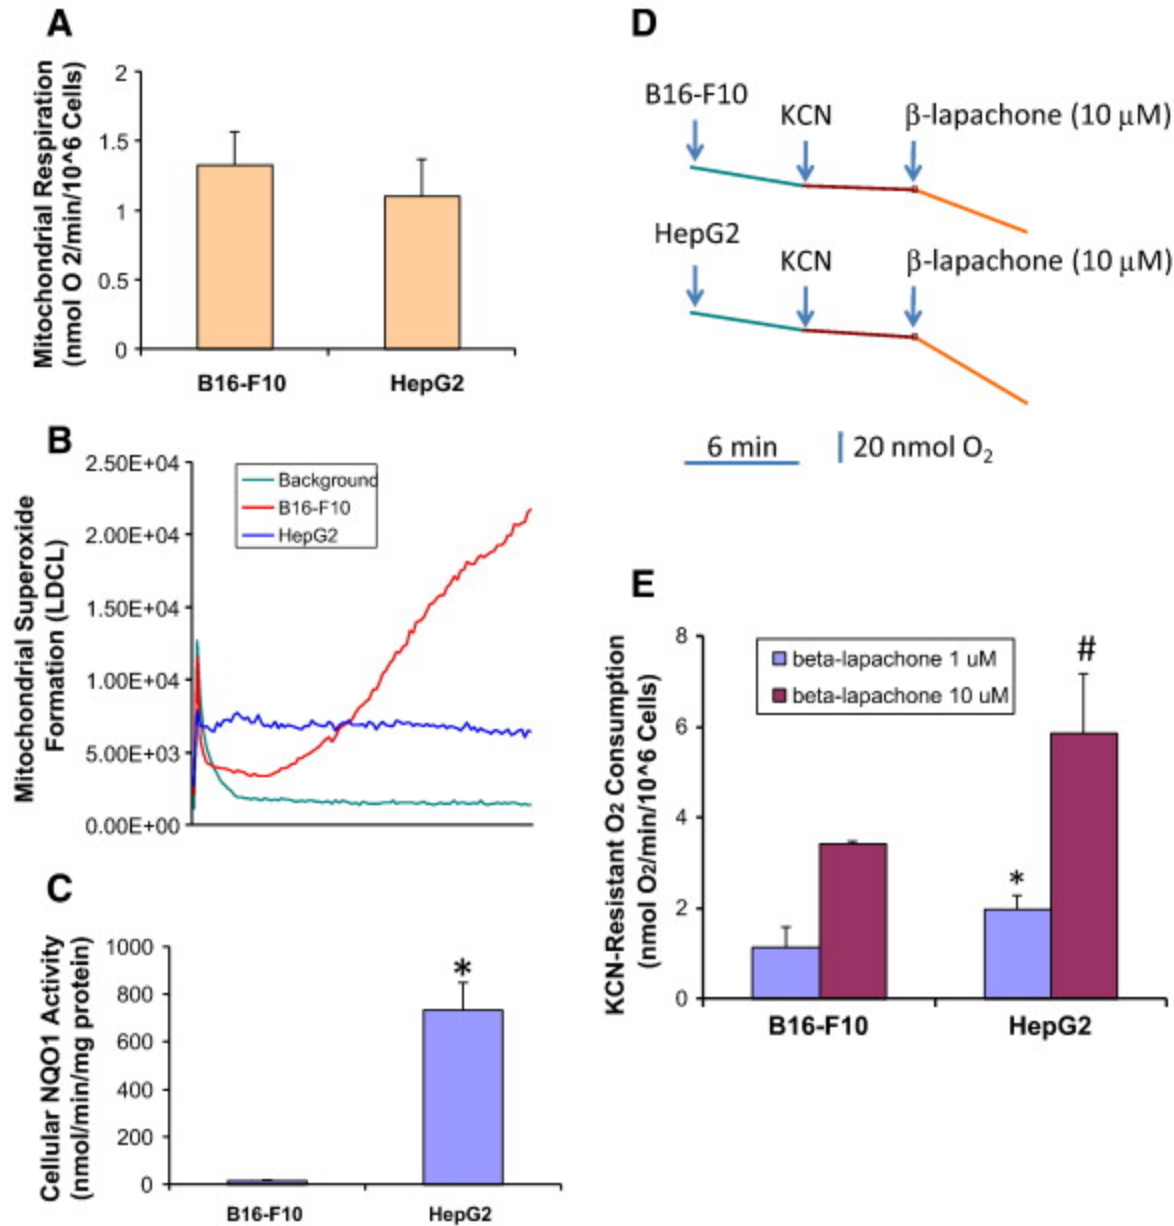 A
Mitochondrial Respiration
(nmol O 2/min/10^6 Cells)
2
1.5
1
0.5
0
B16-F10 HepG2
B
Mitochondrial Superoxide
Formation (LDCL)
2.50E+04
2.00E+04
1.50E+04
1.00E+04
5.00E+03
0.00E+00
Background
B16-F10
HepG2
C
Cellular NQO1 Activity
(nmol/min/mg protein)
1000
800
600
400
200
0
*
B16-F10 HepG2
D
B16-F10
KCN
β-lapachone (10 μM)
HepG2
KCN
β-lapachone (10 μM)
6 min
20 nmol O₂
E
KCN-Resistant O₂ Consumption
(nmol O₂/min/10^6 Cells)
8
6
4
2
0
beta-lapachone 1 uM
beta-lapachone 10 uM
#
*
B16-F10 HepG2